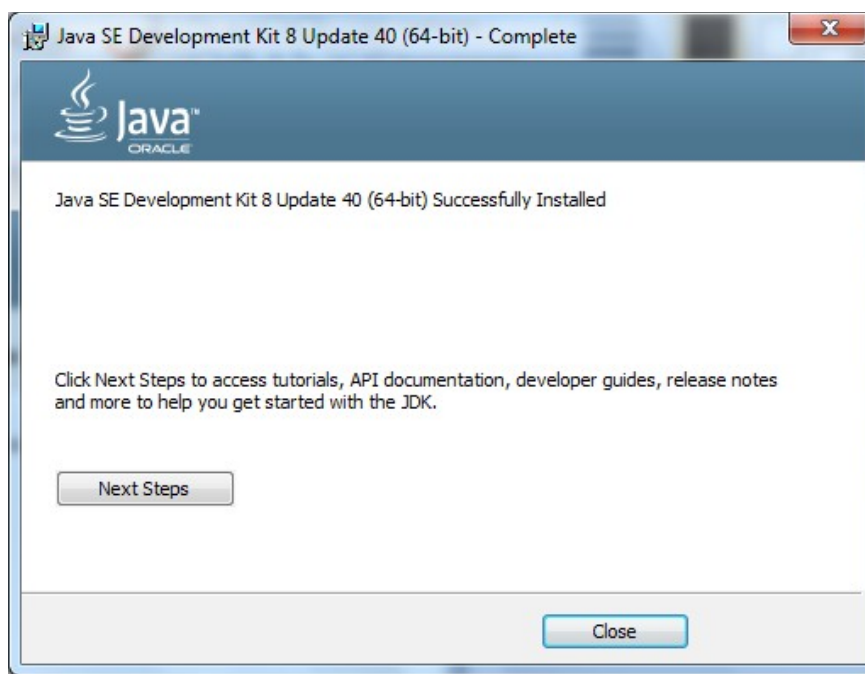 Java SE Development Kit 8 Update 40 (64-bit) - Complete
Java™
ORACLE
Java SE Development Kit 8 Update 40 (64-bit) Successfully Installed
Click Next Steps to access tutorials, API documentation, developer guides, release notes
and more to help you get started with the JDK.
Next Steps
Close